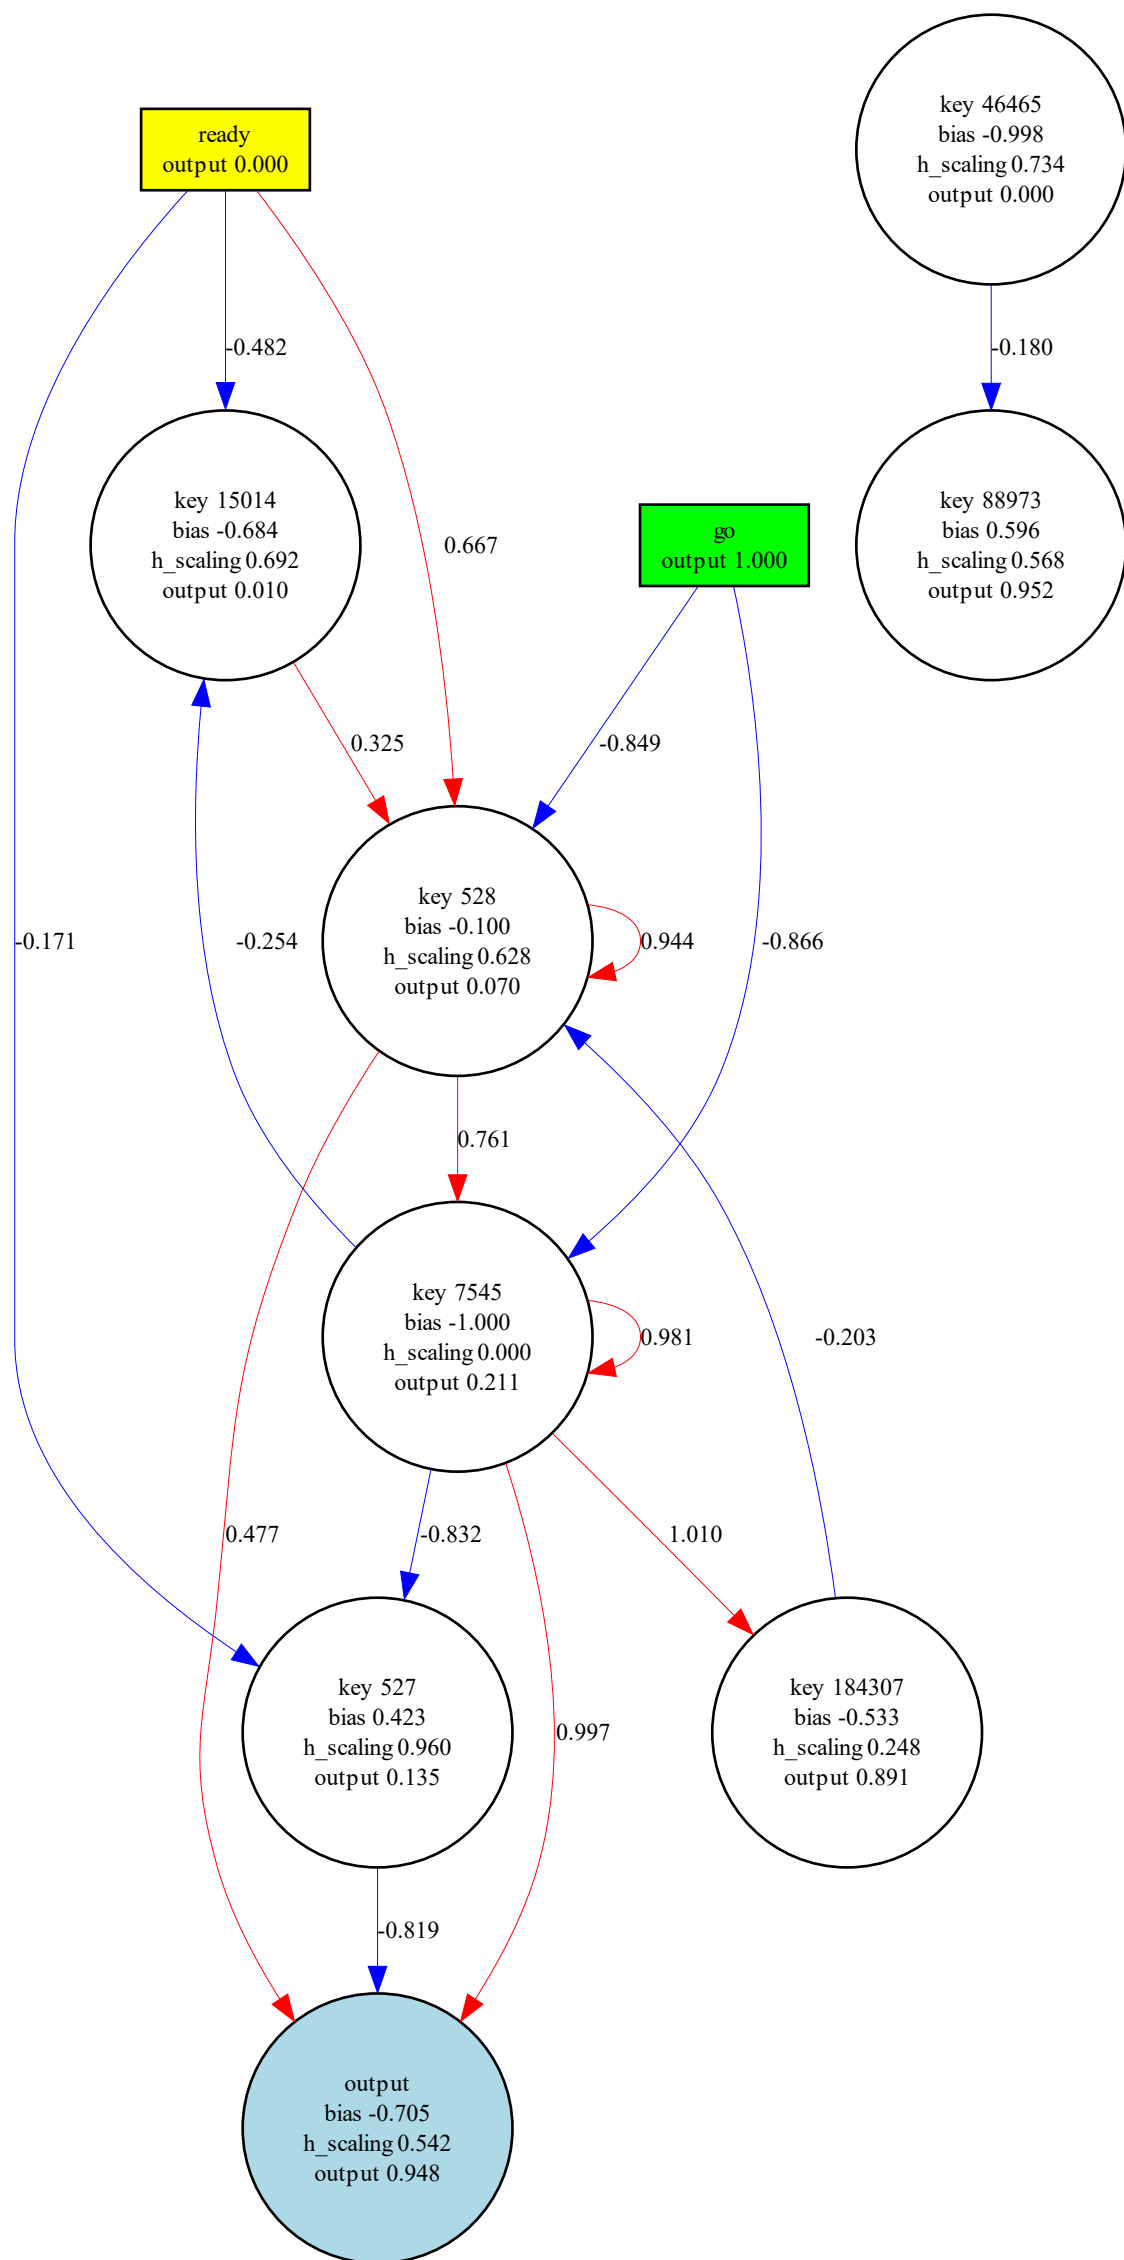 key 46465
bias -0.998
h_scaling 0.734
output 0.000
ready
output 0.000
-0.482
-0.180
key 15014
bias -0.684
h_scaling 0.692
output 0.010
0.667
go
output 1.000
key 88973
bias 0.596
h_scaling 0.568
output 0.952
0.325
-0.849
key 528
bias -0.100
h_scaling 0.628
output 0.070
-0.171
-0.254
0.944
-0.866
0.761
key 7545
bias -1.000
h_scaling 0.000
output 0.211
0.981
-0.203
0.477
-0.832
1.010
key 527
bias 0.423
h_scaling 0.960
output 0.135
0.997
key 184307
bias -0.533
h_scaling 0.248
output 0.891
-0.819
output
bias -0.705
h_scaling 0.542
output 0.948